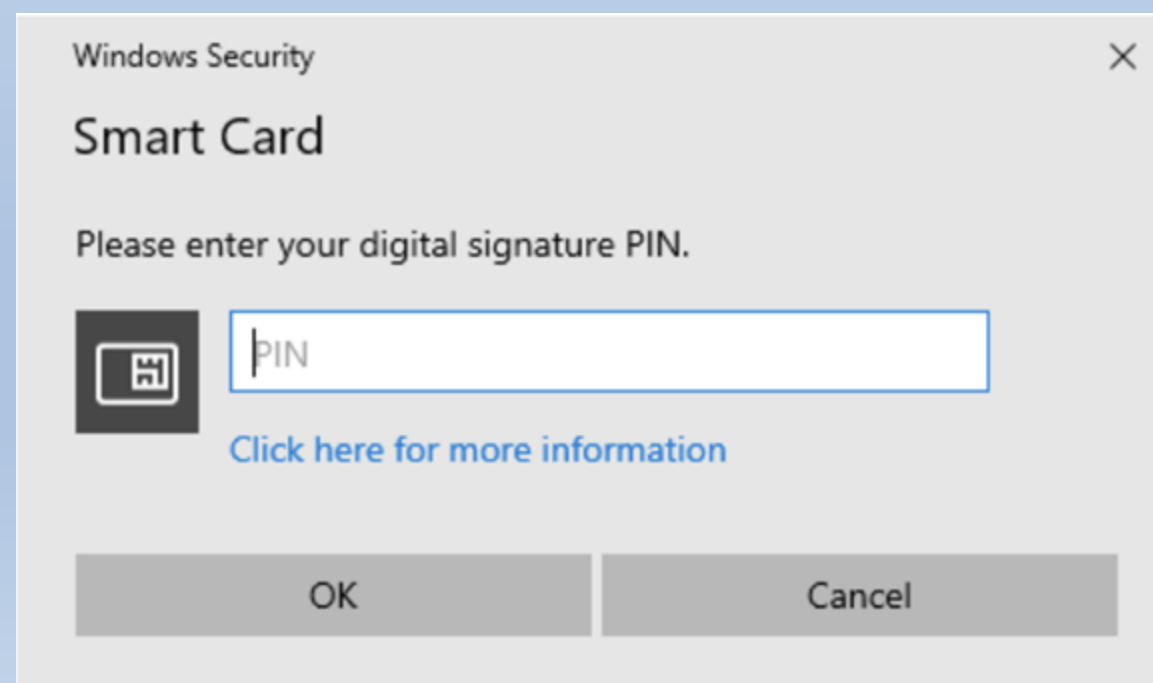 Windows Security
Smart Card
Please enter your digital signature PIN.
PIN
Click here for more information
OK
Cancel